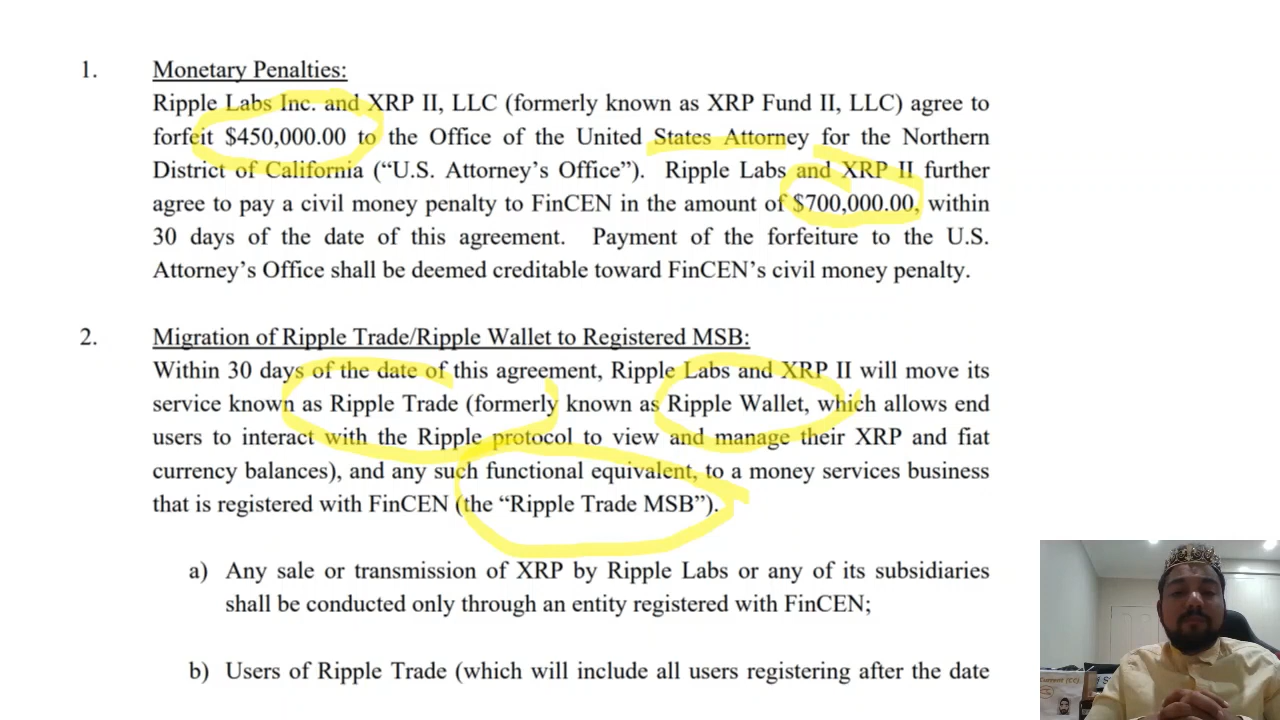 1. Monetary Penalties:
Ripple Labs Inc. and XRP II, LLC (formerly known as XRP Fund II, LLC) agree to
forfeit $450,000.00 to the Office of the United States Attorney for the Northern
District of California (“U.S. Attorney’s Office”). Ripple Labs and XRP II further
agree to pay a civil money penalty to FinCEN in the amount of $700,000.00, within
30 days of the date of this agreement. Payment of the forfeiture to the U.S.
Attorney’s Office shall be deemed creditable toward FinCEN’s civil money penalty.
2. Migration of Ripple Trade/Ripple Wallet to Registered MSB:
Within 30 days of the date of this agreement, Ripple Labs and XRP II will move its
service known as Ripple Trade (formerly known as Ripple Wallet, which allows end
users to interact with the Ripple protocol to view and manage their XRP and fiat
currency balances), and any such functional equivalent, to a money services business
that is registered with FinCEN (the “Ripple Trade MSB”).
a) Any sale or transmission of XRP by Ripple Labs or any of its subsidiaries
shall be conducted only through an entity registered with FinCEN;
b) Users of Ripple Trade (which will include all users registering after the date